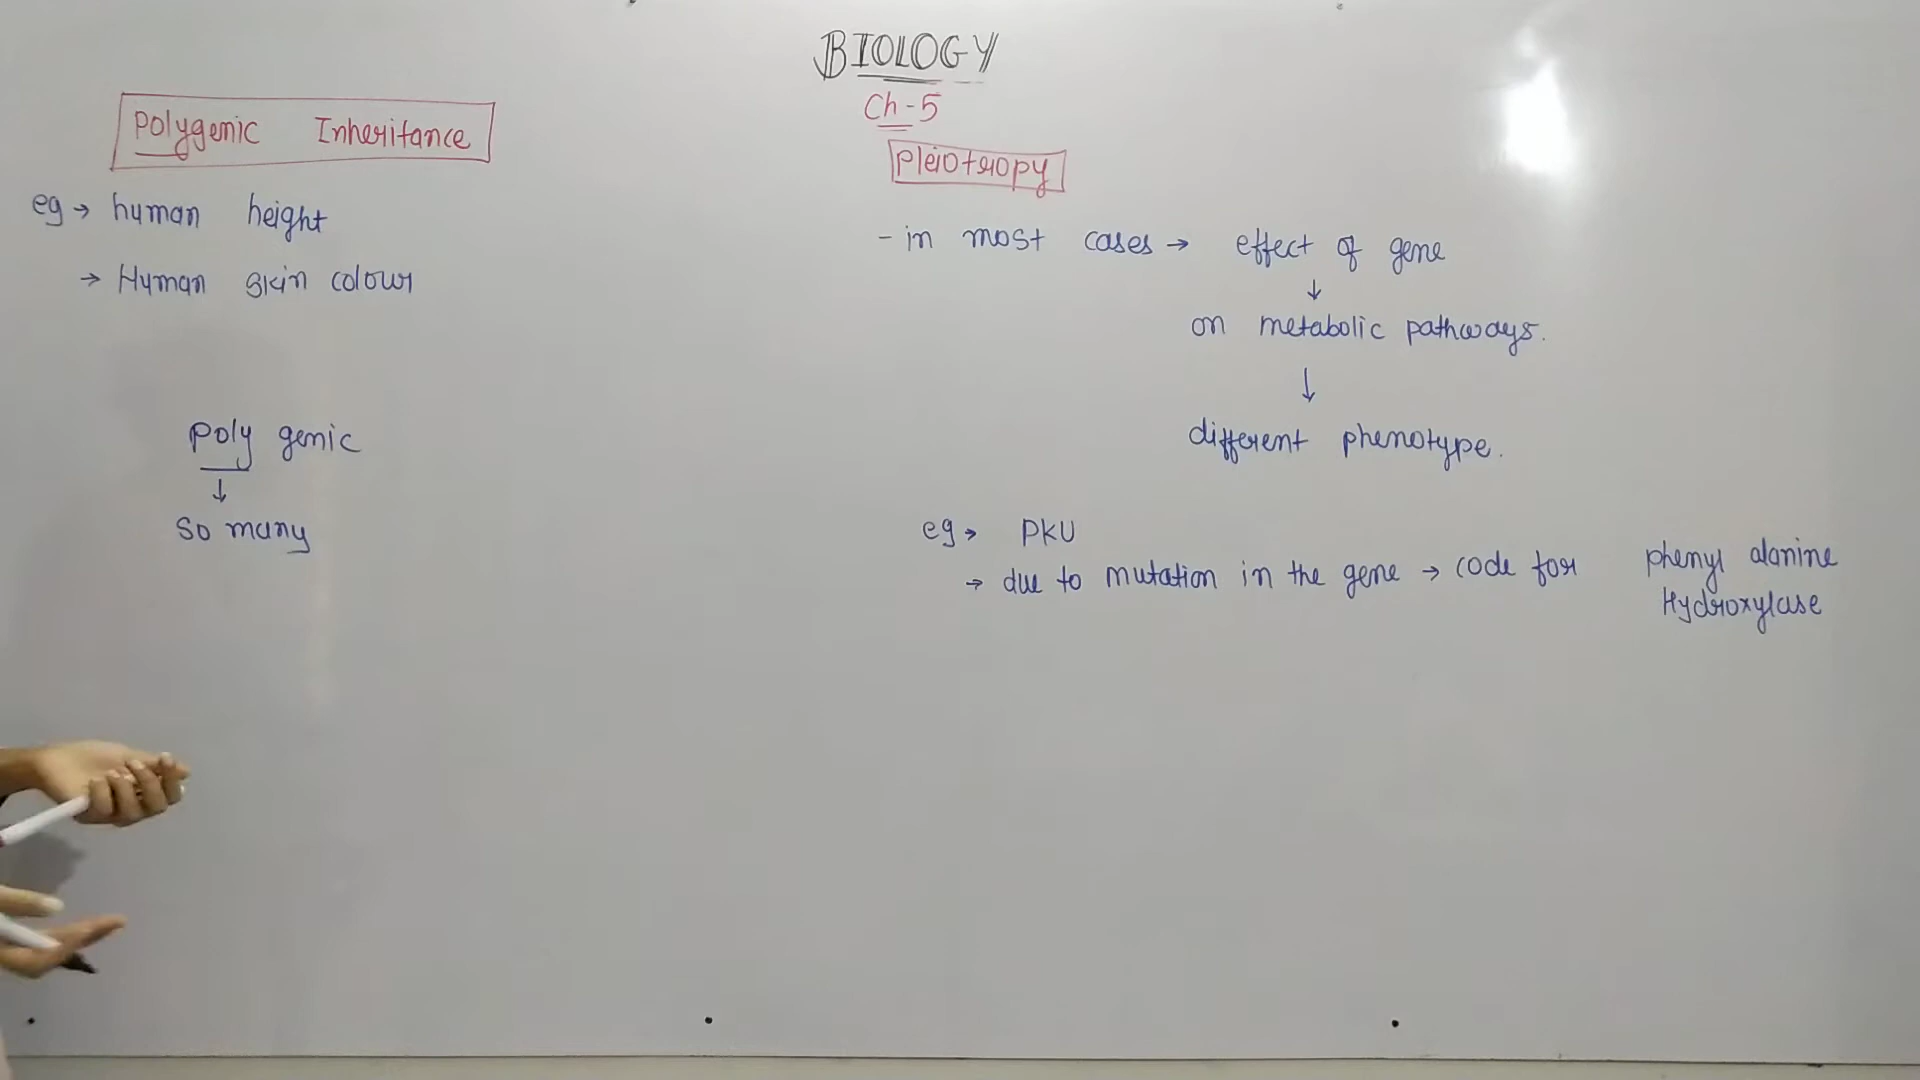 BIOLOGY
Ch-5
Polygenic Inheritance
eg → human height
→ Human skin colour
poly genic
↓
so many
Pleiotropy
- in most cases → effect of gene
↓
on metabolic pathways.
↓
different phenotype.
eg → PKU
→ due to mutation in the gene → code for phenyl alanine
Hydroxylase